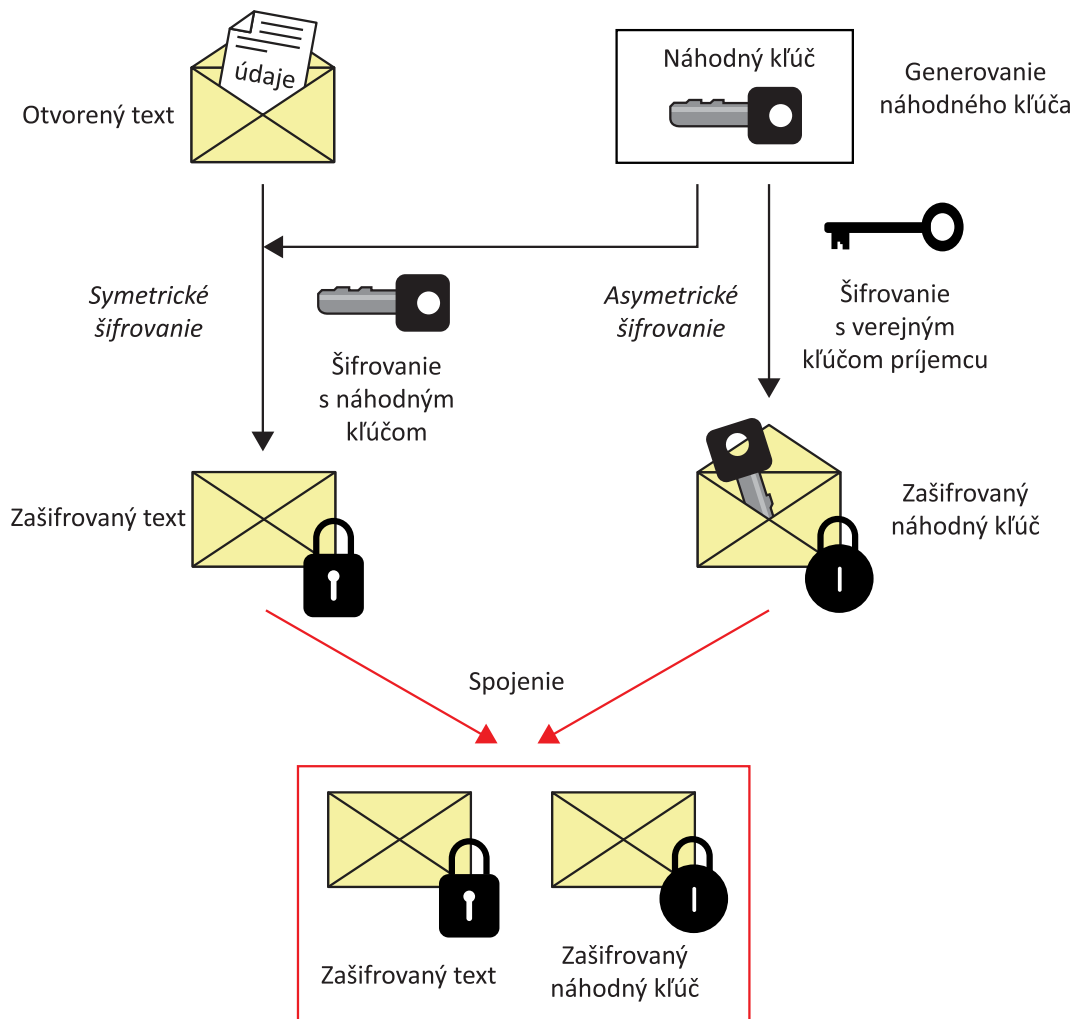 údaje
Otvorený text
Náhodný kľúč
Generovanie
náhodného kľúča
Symetrické
šifrovanie
Šifrovanie
s náhodným
kľúčom
Asymetrické
šifrovanie
Šifrovanie
s verejným
kľúčom príjemcu
Zašifrovaný text
Zašifrovaný
náhodný kľúč
Spojenie
Zašifrovaný text
Zašifrovaný
náhodný kľúč